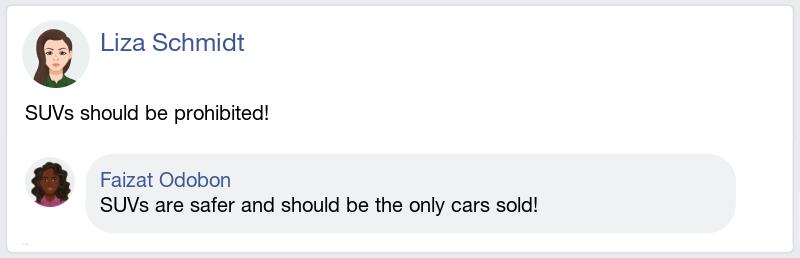 Liza Schmidt
SUVs should be prohibited!
Faizat Odobon
SUVs are safer and should be the only cars sold!